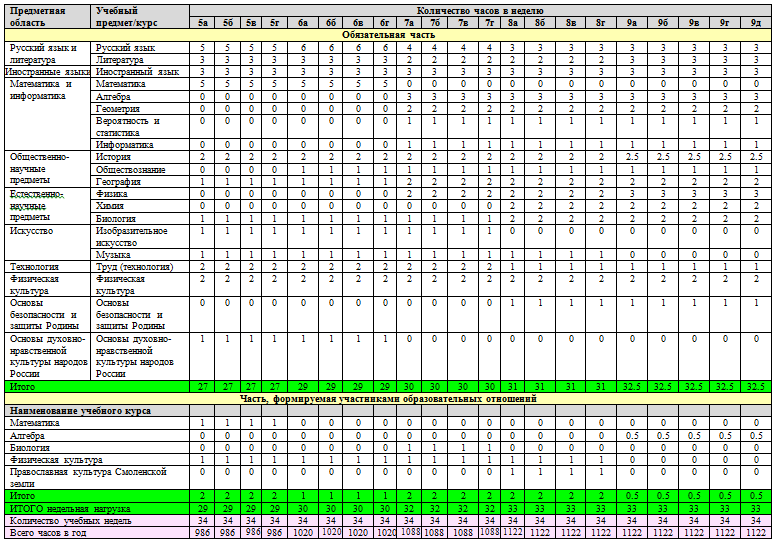 Предметная область Учебный предмет/курс Количество часов в неделю
5а 5б 5в 5г 6а 6б 6в 6г 7а 7б 7в 7г 8а 8б 8в 8г 9а 9б 9в 9г 9д
Обязательная часть
Русский язык и литература Русский язык 5 5 5 5 6 6 6 6 4 4 4 4 3 3 3 3 3 3 3 3 3
Литература 3 3 3 3 3 3 3 3 2 2 2 2 2 2 2 2 3 3 3 3 3
Иностранные языки Иностранный язык 3 3 3 3 3 3 3 3 3 3 3 3 3 3 3 3 3 3 3 3 3
Математика и информатика Математика 5 5 5 5 5 5 5 5 0 0 0 0 0 0 0 0 0 0 0 0 0
Алгебра 0 0 0 0 0 0 0 0 3 3 3 3 3 3 3 3 3 3 3 3 3
Геометрия 0 0 0 0 0 0 0 0 2 2 2 2 2 2 2 2 2 2 2 2 2
Вероятность и статистика 0 0 0 0 0 0 0 0 1 1 1 1 1 1 1 1 1 1 1 1 1
Информатика 0 0 0 0 0 0 0 0 1 1 1 1 1 1 1 1 1 1 1 1 1
Общественно-научные предметы История 2 2 2 2 2 2 2 2 2 2 2 2 2 2 2 2 2.5 2.5 2.5 2.5 2.5
Обществознание 0 0 0 0 1 1 1 1 1 1 1 1 1 1 1 1 1 1 1 1 1
География 1 1 1 1 1 1 1 1 2 2 2 2 2 2 2 2 2 2 2 2 2
Естественно-научные предметы Физика 0 0 0 0 0 0 0 0 2 2 2 2 2 2 2 2 3 3 3 3 3
Химия 0 0 0 0 0 0 0 0 0 0 0 0 2 2 2 2 2 2 2 2 2
Биология 1 1 1 1 1 1 1 1 1 1 1 1 2 2 2 2 2 2 2 2 2
Искусство Изобразительное искусство 1 1 1 1 1 1 1 1 1 1 1 1 0 0 0 0 0 0 0 0 0
Музыка 1 1 1 1 1 1 1 1 1 1 1 1 1 1 1 1 0 0 0 0 0
Технология Труд (технология) 2 2 2 2 2 2 2 2 2 2 2 2 1 1 1 1 1 1 1 1 1
Физическая культура Физическая культура 2 2 2 2 2 2 2 2 2 2 2 2 2 2 2 2 2 2 2 2 2
Основы безопасности и защиты Родины Основы безопасности и защиты Родины 0 0 0 0 0 0 0 0 0 0 0 0 1 1 1 1 1 1 1 1 1
Основы духовно-нравственной культуры народов России Основы духовно-нравственной культуры народов России 1 1 1 1 1 1 1 1 0 0 0 0 0 0 0 0 0 0 0 0 0
Итого 27 27 27 27 29 29 29 29 30 30 30 30 31 31 31 31 32.5 32.5 32.5 32.5 32.5
Часть, формируемая участниками образовательных отношений
Наименование учебного курса
Математика 1 1 1 1 0 0 0 0 0 0 0 0 0 0 0 0 0 0 0 0 0
Алгебра 0 0 0 0 0 0 0 0 0 0 0 0 0 0 0 0 0.5 0.5 0.5 0.5 0.5
Биология 0 0 0 0 0 0 0 0 1 1 1 1 0 0 0 0 0 0 0 0 0
Физическая культура 1 1 1 1 1 1 1 1 1 1 1 1 1 1 1 1 0 0 0 0 0
Православная культура Смоленской земли 0 0 0 0 0 0 0 0 0 0 0 0 1 1 1 1 0 0 0 0 0
Итого 2 2 2 2 1 1 1 1 2 2 2 2 2 2 2 2 0.5 0.5 0.5 0.5 0.5
ИТОГО недельная нагрузка 29 29 29 29 30 30 30 30 32 32 32 32 33 33 33 33 33 33 33 33 33
Количество учебных недель 34 34 34 34 34 34 34 34 34 34 34 34 34 34 34 34 34 34 34 34 34
Всего часов в год 986 986 986 986 1020 1020 1020 1020 1088 1088 1088 1088 1122 1122 1122 1122 1122 1122 1122 1122 1122